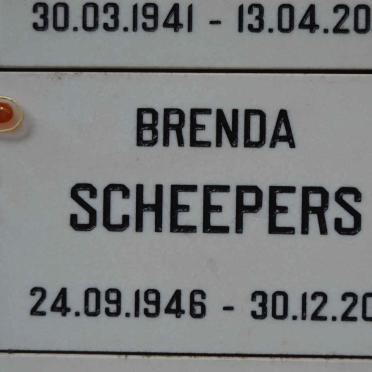 30.03.1941 - 13.04.20
BRENDA
SCHEEPERS
24.09.1946 - 30.12.20